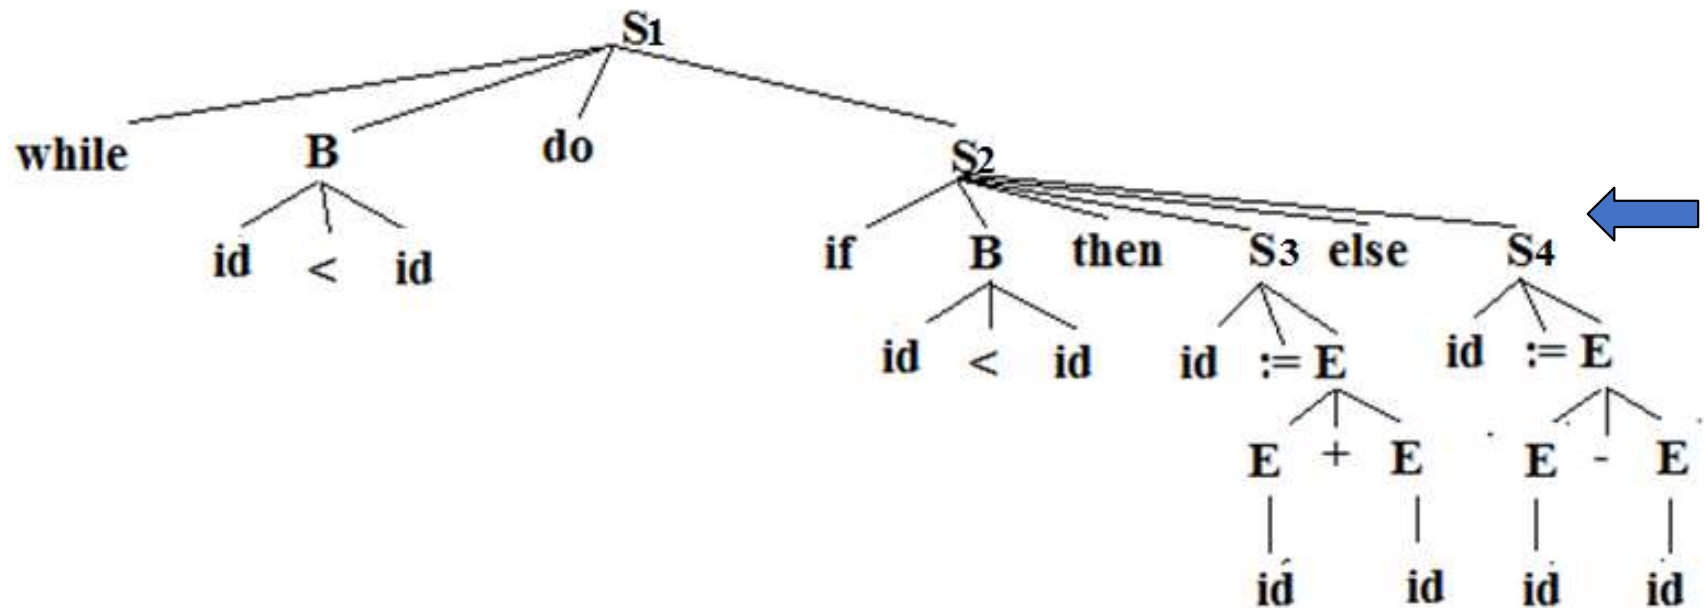 S1
while B do S2
id < id if B then S3 else S4
id < id id := E id := E
E + E E - E
id id id id